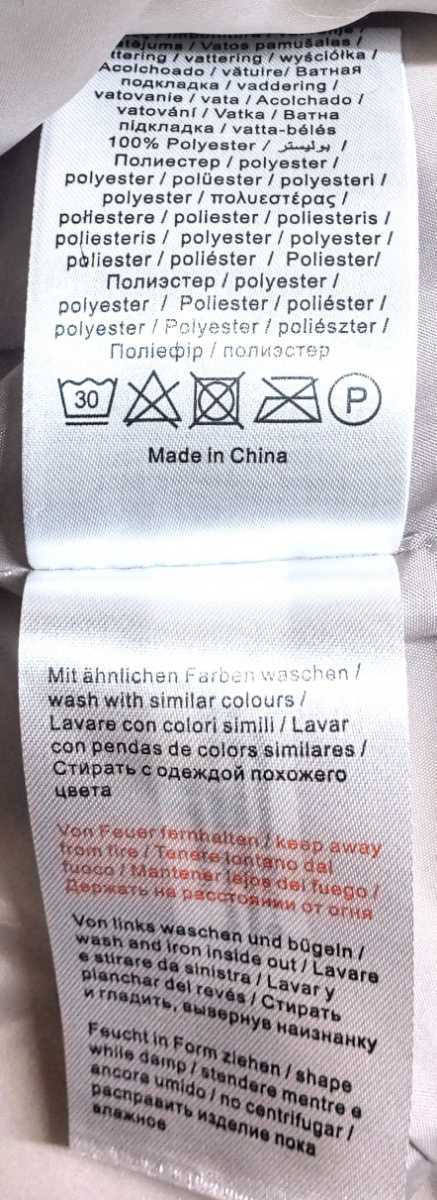 atējums / Vatos pamušalas /
ttering / vattering / wyściółka /
Acolchoado / vătuire/ Ватная
подкладка / vaddering /
vatovanie / vata / Acolchado /
vatování / Vatka / Ватна
підкладка / vatta-bélés
100% Polyester / بوليستر /
Полиестер / polyester /
polyester / polüester / polyesteri /
polyester / πολυεστέρας /
poliestere / poliester / poliesteris /
poliesteris / polyester / polyester /
poliester / poliéster / Poliester/
Полиэстер / polyester /
polyester / Poliester / poliéster /
polyester / Polyester / poliészter /
Поліефір / полиэстер
30 P
Made in China
Mit ähnlichen Farben waschen /
wash with similar colours /
Lavare con colori simili / Lavar
con pendas de colors similares /
Стирать с одеждой похожего
цвета
Von Feuer fernhalten / keep away
from fire / Tenere lontano dal
fuoco / Mantener lejos del fuego /
Держать на расстоянии от огня
Von links waschen und bügeln /
wash and iron inside out / Lavare
e stirare da sinistra / Lavar y
planchar del revés / Стирать
и гладить, вывернув наизнанку
Feucht in Form ziehen / shape
while damp / stendere mentre e
ancora umido / no centrifugar /
расправить изделие пока
влажное